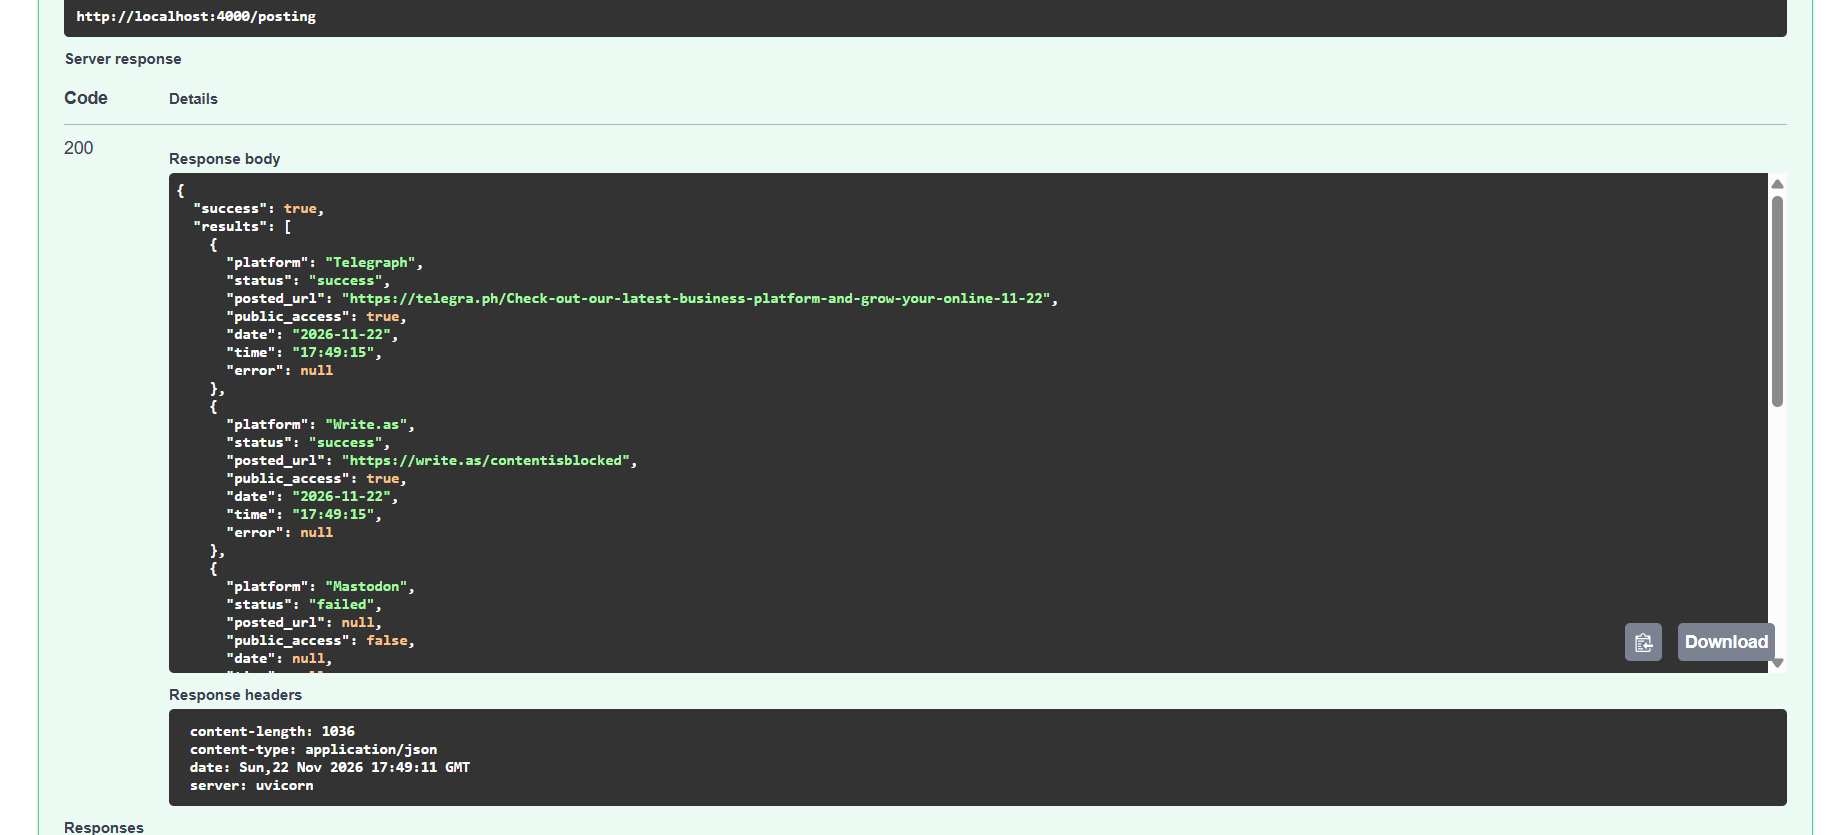 http://localhost:4000/posting
Server response
Code Details
200
Response body
{
"success": true,
"results": [
{
"platform": "Telegraph",
"status": "success",
"posted_url": "https://telegra.ph/Check-out-our-latest-business-platform-and-grow-your-online-11-22",
"public_access": true,
"date": "2026-11-22",
"time": "17:49:15",
"error": null
},
{
"platform": "Write.as",
"status": "success",
"posted_url": "https://write.as/contentisblocked",
"public_access": true,
"date": "2026-11-22",
"time": "17:49:15",
"error": null
},
{
"platform": "Mastodon",
"status": "failed",
"posted_url": null,
"public_access": false,
"date": null,
Download
Response headers
content-length: 1036
content-type: application/json
date: Sun,22 Nov 2026 17:49:11 GMT
server: uvicorn
Responses